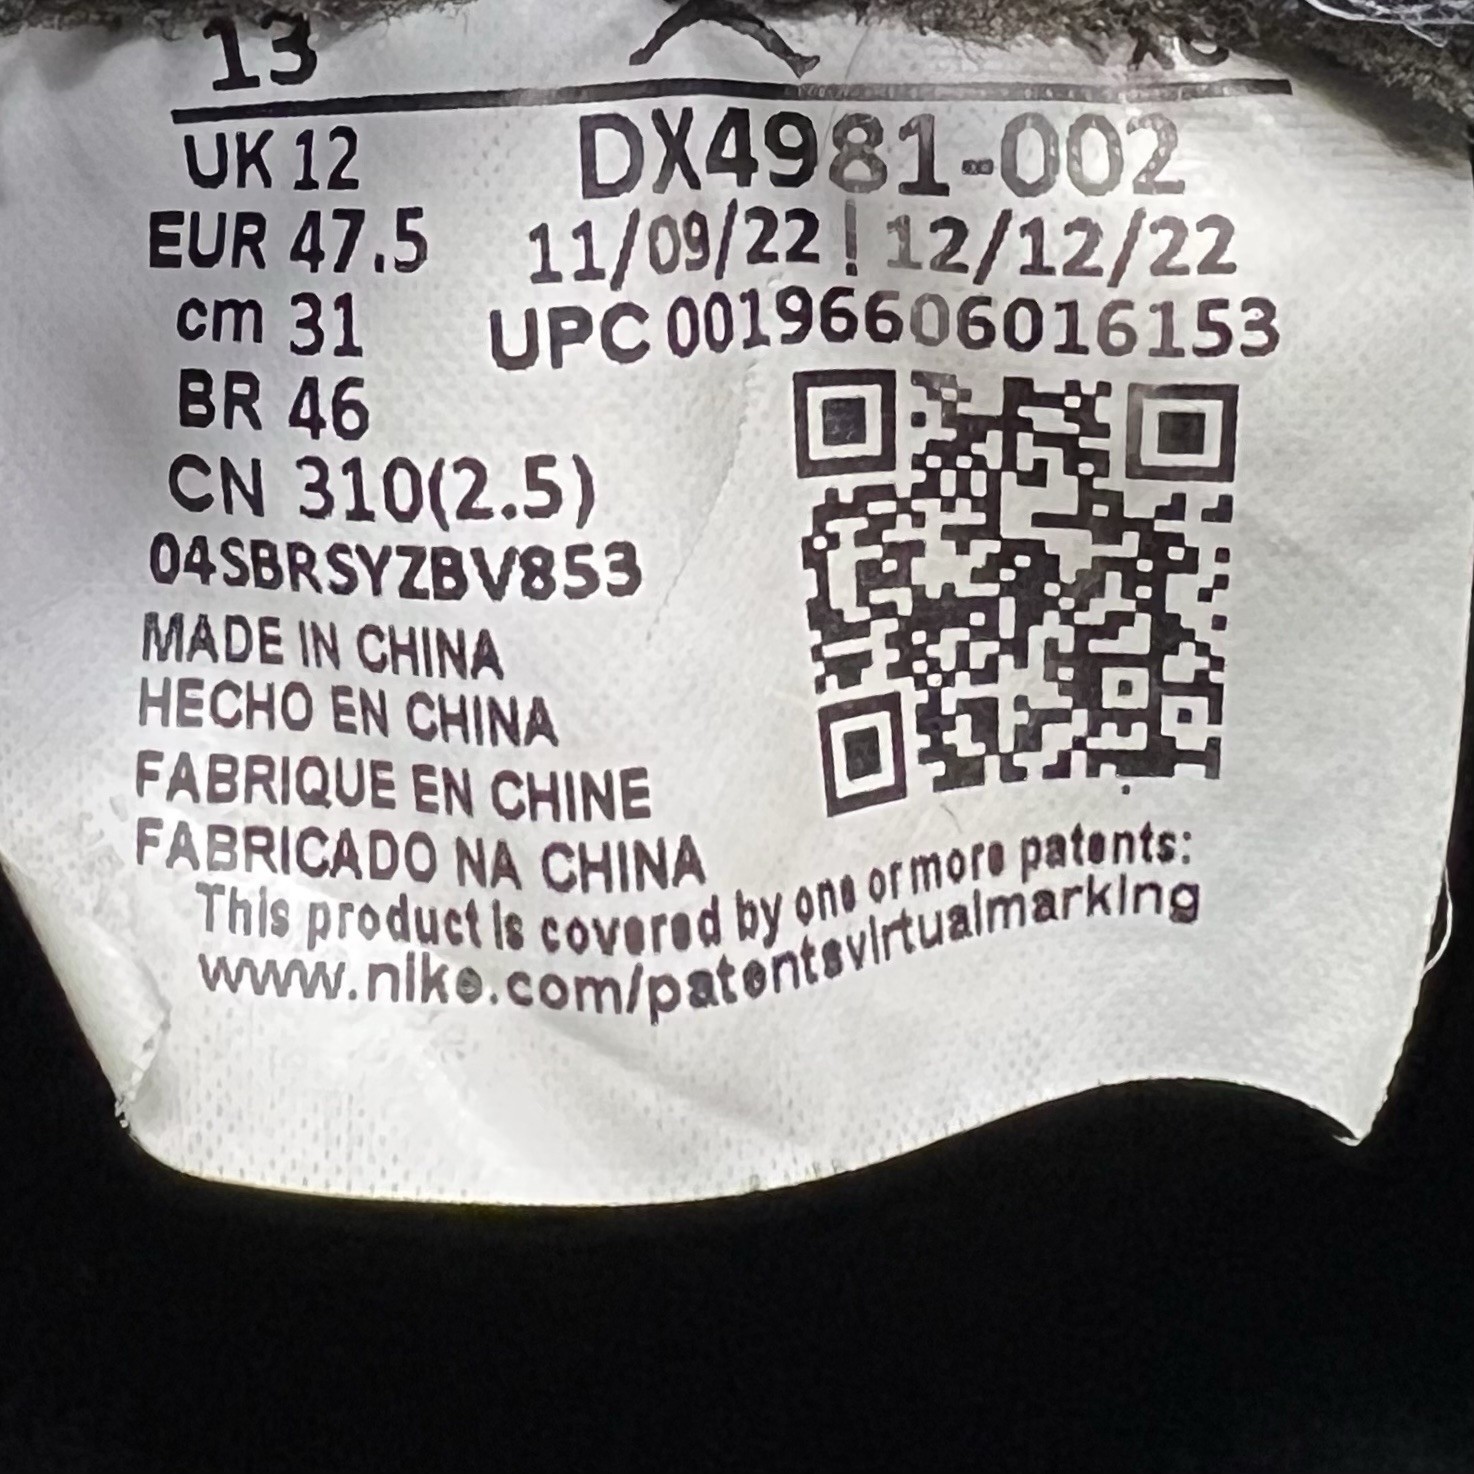 13
UK 12
EUR 47.5
cm 31
BR 46
CN 310(2.5)
04SBRSYZBV853
DX4981-002
11/09/22 | 12/12/22
UPC 00196606016153
MADE IN CHINA
HECHO EN CHINA
FABRIQUE EN CHINE
FABRICADO NA CHINA
This product is covered by one or more patents:
www.nike.com/patentsvirtualmarking